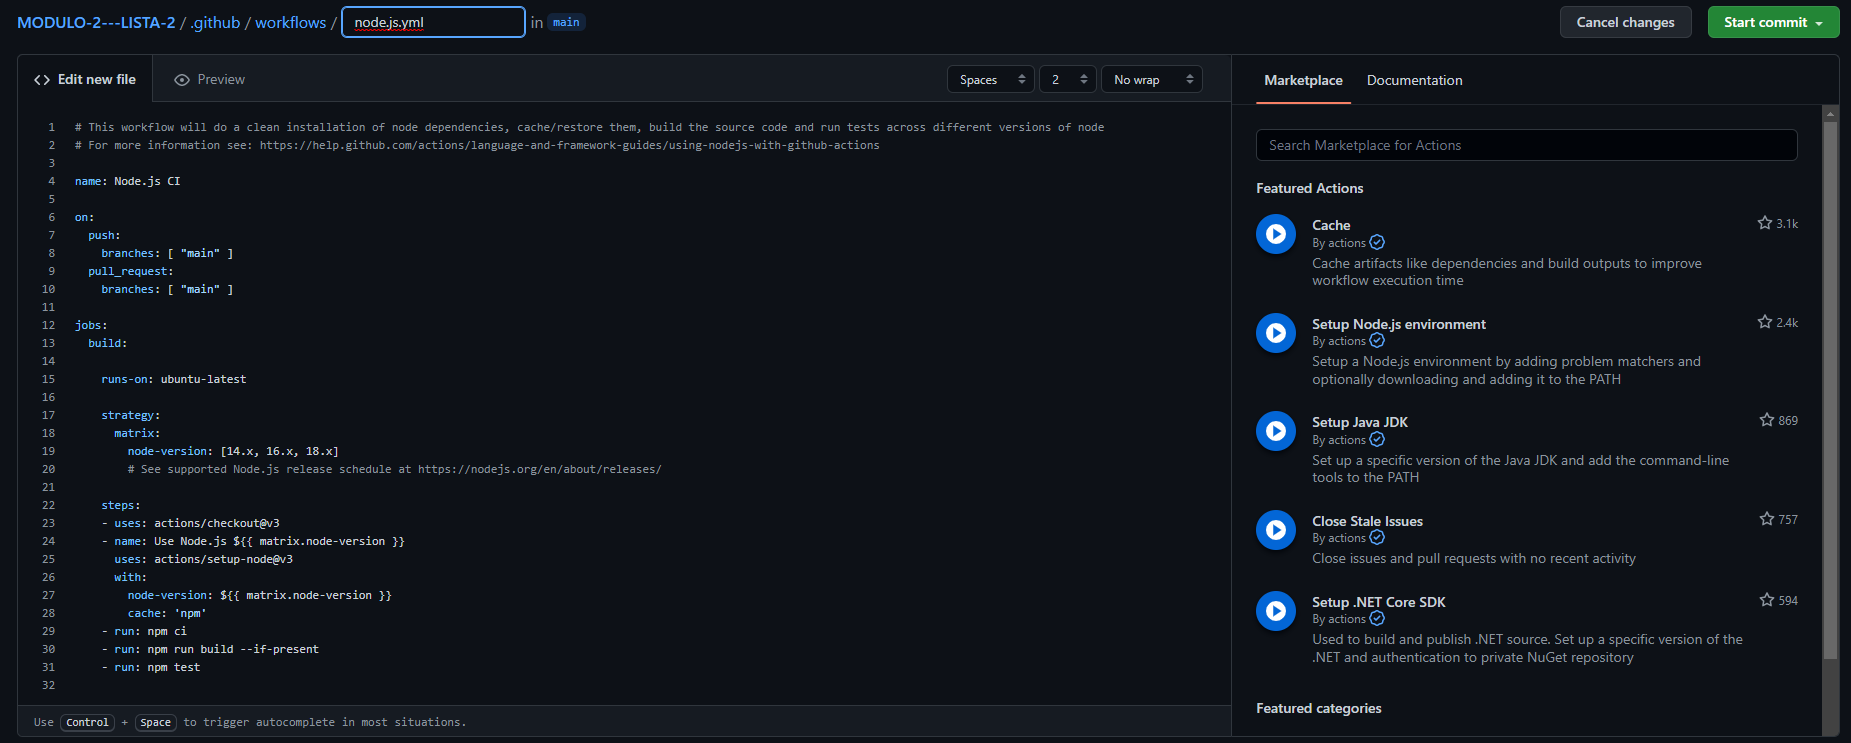 MODULO-2---LISTA-2 / .github / workflows / node.js.yml in main
Cancel changes
Start commit
Edit new file
Preview
Spaces
2
No wrap
1 # This workflow will do a clean installation of node dependencies, cache/restore them, build the source code and run tests across different versions of node
2 # For more information see: https://help.github.com/actions/language-and-framework-guides/using-nodejs-with-github-actions
3
4 name: Node.js CI
5
6 on:
7 push:
8 branches: [ "main" ]
9 pull_request:
10 branches: [ "main" ]
11
12 jobs:
13 build:
14
15 runs-on: ubuntu-latest
16
17 strategy:
18 matrix:
19 node-version: [14.x, 16.x, 18.x]
20 # See supported Node.js release schedule at https://nodejs.org/en/about/releases/
21
22 steps:
23 - uses: actions/checkout@v3
24 - name: Use Node.js ${{ matrix.node-version }}
25 uses: actions/setup-node@v3
26 with:
27 node-version: ${{ matrix.node-version }}
28 cache: 'npm'
29 - run: npm ci
30 - run: npm run build --if-present
31 - run: npm test
32
Use Control + Space to trigger autocomplete in most situations.
Marketplace
Documentation
Search Marketplace for Actions
Featured Actions
Cache
3.1k
By actions
Cache artifacts like dependencies and build outputs to improve
workflow execution time
Setup Node.js environment
2.4k
By actions
Setup a Node.js environment by adding problem matchers and
optionally downloading and adding it to the PATH
Setup Java JDK
869
By actions
Set up a specific version of the Java JDK and add the command-line
tools to the PATH
Close Stale Issues
757
By actions
Close issues and pull requests with no recent activity
Setup .NET Core SDK
594
By actions
Used to build and publish .NET source. Set up a specific version of the
.NET and authentication to private NuGet repository
Featured categories